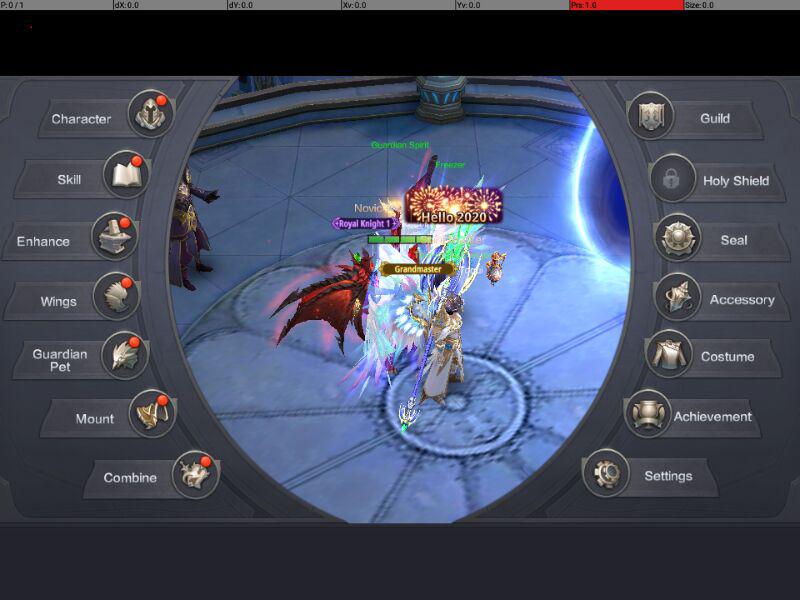 P: 0 / 1
dX: 0.0
dY: 0.0
Xv: 0.0
Yv: 0.0
Prs: 1.0
Size: 0.0
Character
Skill
Enhance
Wings
Guardian
Pet
Mount
Combine
Guardian Spirit
Freezer
Hello 2020
Royal Knight 1
Grandmaster
Guild
Holy Shield
Seal
Accessory
Costume
Achievement
Settings